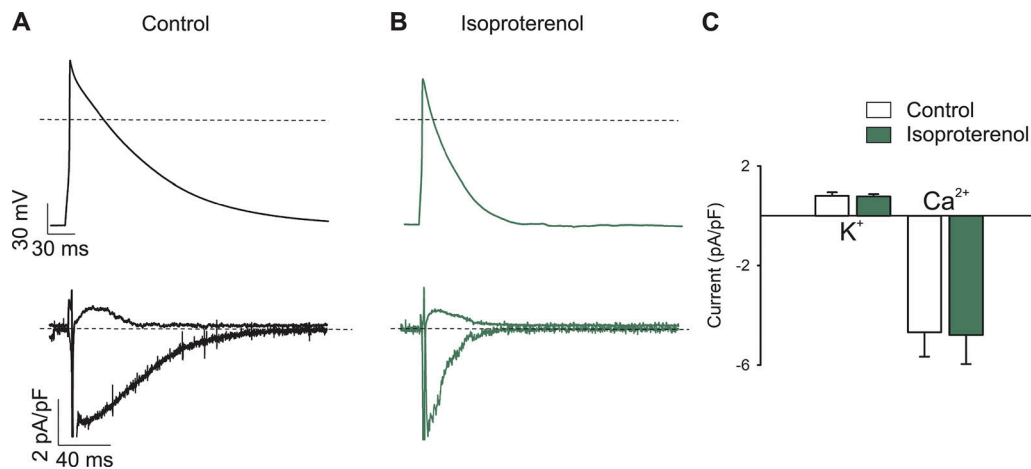 A Control
B Isoproterenol
C
30 mV
30 ms
2 pA/pF
40 ms
Control
Isoproterenol
Current (pA/pF)
2
-2
-6
K⁺
Ca²⁺